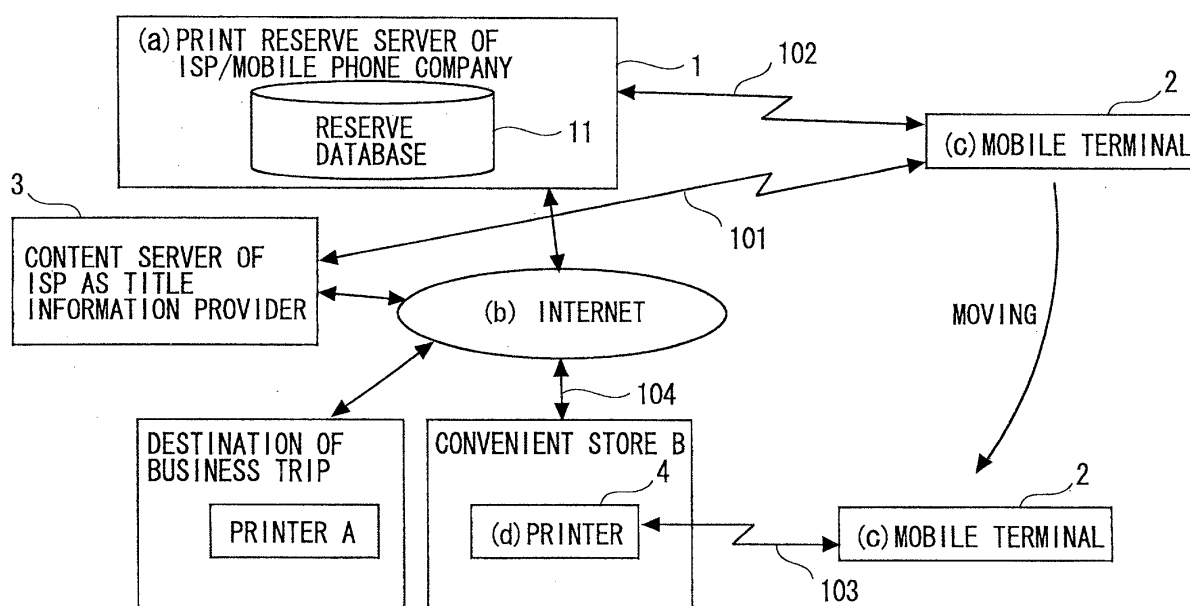 (a) PRINT RESERVE SERVER OF
ISP/MOBILE PHONE COMPANY
1
102
2
RESERVE
DATABASE
11
(c) MOBILE TERMINAL
3
101
CONTENT SERVER OF
ISP AS TITLE
INFORMATION PROVIDER
(b) INTERNET
MOVING
104
DESTINATION OF
BUSINESS TRIP
CONVENIENT STORE B
4
2
PRINTER A
(d) PRINTER
(c) MOBILE TERMINAL
103